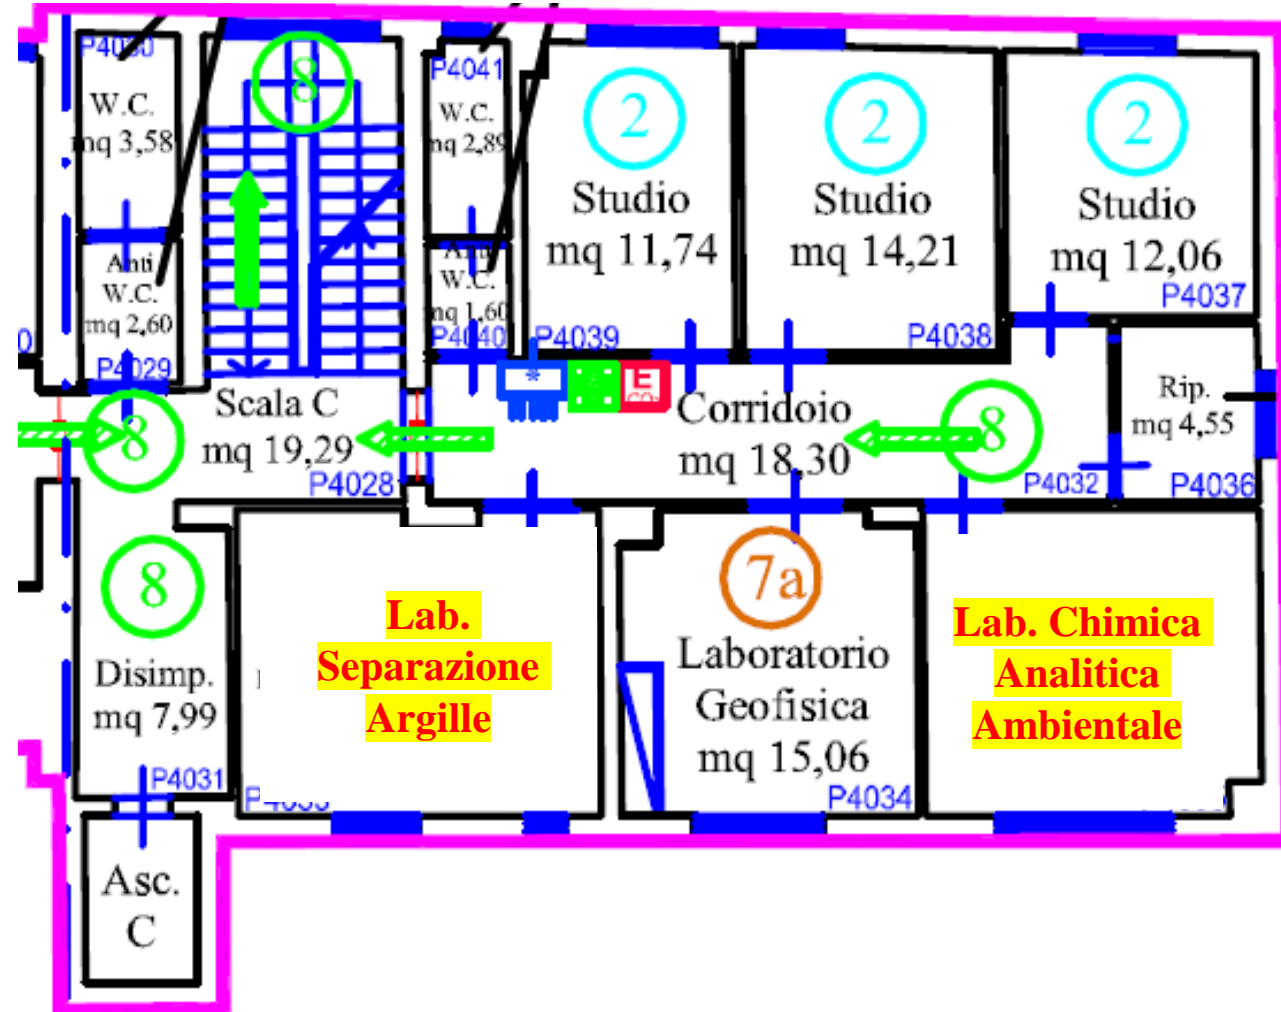 P4030
W.C.
mq 3,58
Anti
W.C.
mq 2,60
P4029
8
P4041
W.C.
mq 2,89
Anti
W.C.
mq 1,60
P4040
2
Studio
mq 11,74
P4039
2
Studio
mq 14,21
P4038
2
Studio
mq 12,06
P4037
8
Scala C
mq 19,29
P4028
*
E
CO₂
Corridoio
mq 18,30
8
P4032
Rip.
mq 4,55
P4036
8
Disimp.
mq 7,99
P4031
Lab.
Separazione
Argille
7a
Laboratorio
Geofisica
mq 15,06
P4034
Lab. Chimica
Analitica
Ambientale
Asc.
C